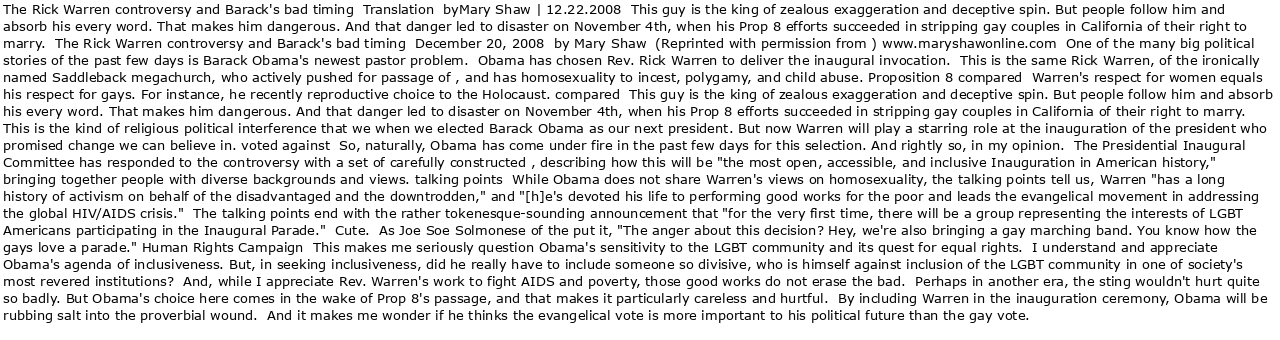 The Rick Warren controversy and Barack's bad timing  Translation  byMary Shaw | 12.22.2008  This guy is the king of zealous exaggeration and deceptive spin. But people follow him and
absorb his every word. That makes him dangerous. And that danger led to disaster on November 4th, when his Prop 8 efforts succeeded in stripping gay couples in California of their right to
marry.  The Rick Warren controversy and Barack's bad timing  December 20, 2008  by Mary Shaw  (Reprinted with permission from ) www.maryshawonline.com  One of the many big political
stories of the past few days is Barack Obama's newest pastor problem.  Obama has chosen Rev. Rick Warren to deliver the inaugural invocation.  This is the same Rick Warren, of the ironically
named Saddleback megachurch, who actively pushed for passage of , and has homosexuality to incest, polygamy, and child abuse. Proposition 8 compared  Warren's respect for women equals
his respect for gays. For instance, he recently reproductive choice to the Holocaust. compared  This guy is the king of zealous exaggeration and deceptive spin. But people follow him and absorb
his every word. That makes him dangerous. And that danger led to disaster on November 4th, when his Prop 8 efforts succeeded in stripping gay couples in California of their right to marry.
This is the kind of religious political interference that we when we elected Barack Obama as our next president. But now Warren will play a starring role at the inauguration of the president who
promised change we can believe in. voted against  So, naturally, Obama has come under fire in the past few days for this selection. And rightly so, in my opinion.  The Presidential Inaugural
Committee has responded to the controversy with a set of carefully constructed , describing how this will be "the most open, accessible, and inclusive Inauguration in American history,"
bringing together people with diverse backgrounds and views. talking points  While Obama does not share Warren's views on homosexuality, the talking points tell us, Warren "has a long
history of activism on behalf of the disadvantaged and the downtrodden," and "[h]e's devoted his life to performing good works for the poor and leads the evangelical movement in addressing
the global HIV/AIDS crisis."  The talking points end with the rather tokenesque-sounding announcement that "for the very first time, there will be a group representing the interests of LGBT
Americans participating in the Inaugural Parade."  Cute.  As Joe Soe Solmonese of the put it, "The anger about this decision? Hey, we're also bringing a gay marching band. You know how the
gays love a parade." Human Rights Campaign  This makes me seriously question Obama's sensitivity to the LGBT community and its quest for equal rights.  I understand and appreciate
Obama's agenda of inclusiveness. But, in seeking inclusiveness, did he really have to include someone so divisive, who is himself against inclusion of the LGBT community in one of society's
most revered institutions?  And, while I appreciate Rev. Warren's work to fight AIDS and poverty, those good works do not erase the bad.  Perhaps in another era, the sting wouldn't hurt quite
so badly. But Obama's choice here comes in the wake of Prop 8's passage, and that makes it particularly careless and hurtful.  By including Warren in the inauguration ceremony, Obama will be
rubbing salt into the proverbial wound.  And it makes me wonder if he thinks the evangelical vote is more important to his political future than the gay vote.